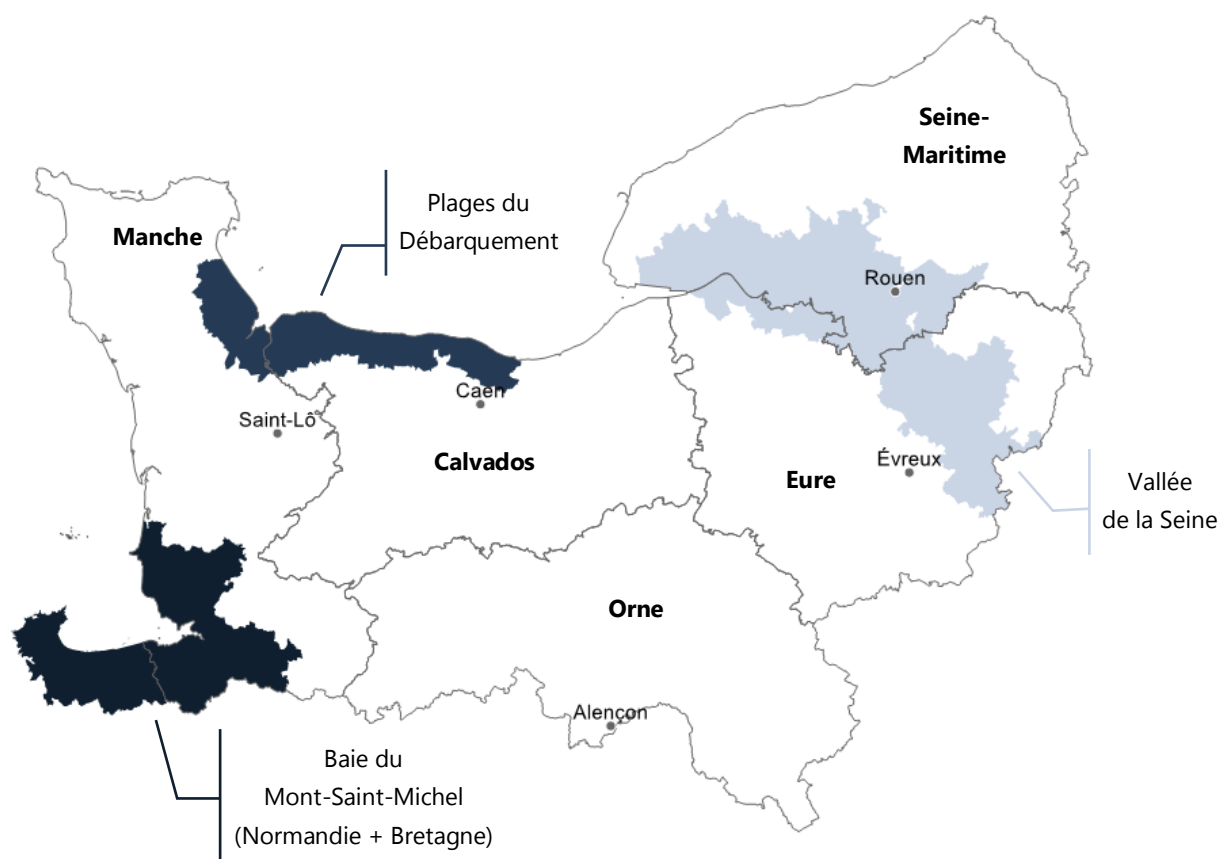 Seine-
Maritime
Plages du
Débarquement
Manche
Rouen
Caen
Saint-Lô
Calvados
Évreux
Eure
Vallée
de la Seine
Orne
Alençon
Baie du
Mont-Saint-Michel
(Normandie + Bretagne)